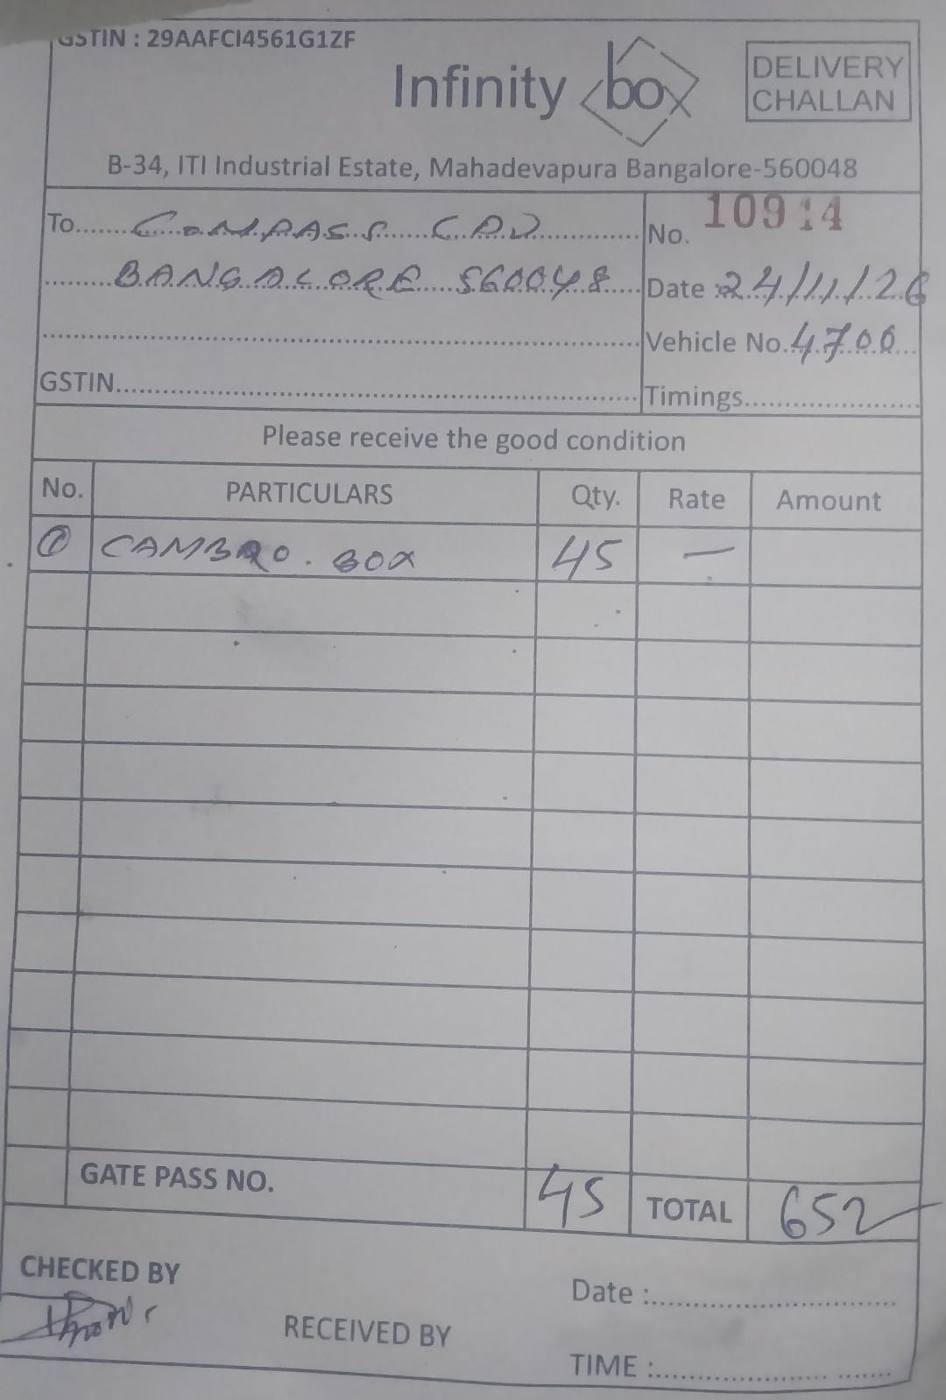 GSTIN : 29AAFCI4561G1ZF
Infinity box
DELIVERY CHALLAN
B-34, ITI Industrial Estate, Mahadevapura Bangalore-560048
To COMPASS CPU
BANGALORE 560048
GSTIN
No. 10914
Date 24/11/26
Vehicle No. 4700
Timings
Please receive the good condition
No. PARTICULARS Qty. Rate Amount
1 CAMBRO. BOX 45 —
GATE PASS NO. 45 TOTAL 652
CHECKED BY
RECEIVED BY
Date :
TIME :